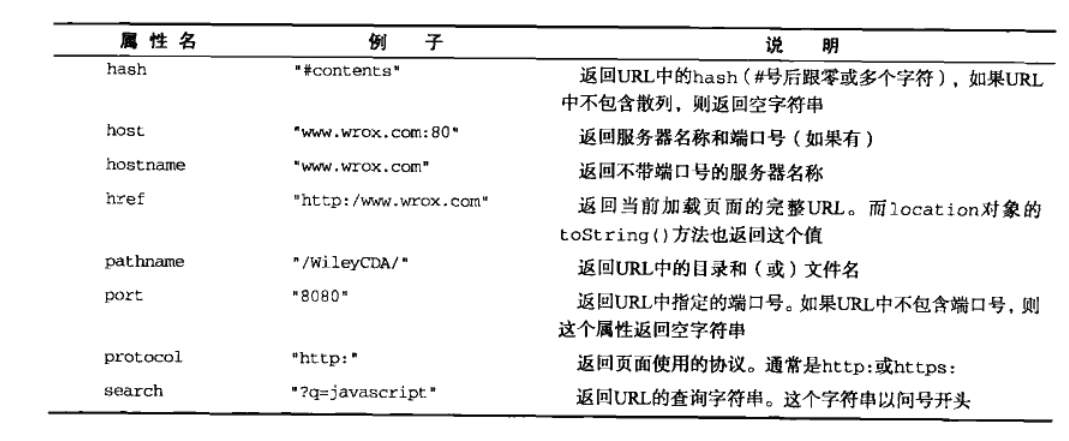 属 性 名 例 子 说 明
hash "#contents" 返回URL中的hash（#号后跟零或多个字符），如果URL
中不包含散列，则返回空字符串
host "www.wrox.com:80" 返回服务器名称和端口号（如果有）
hostname "www.wrox.com" 返回不带端口号的服务器名称
href "http:/www.wrox.com" 返回当前加载页面的完整URL。而location对象的
toString()方法也返回这个值
pathname "/WileyCDA/" 返回URL中的目录和（或）文件名
port "8080" 返回URL中指定的端口号。如果URL中不包含端口号，则
这个属性返回空字符串
protocol "http:" 返回页面使用的协议。通常是http:或https:
search "?q=javascript" 返回URL的查询字符串。这个字符串以问号开头